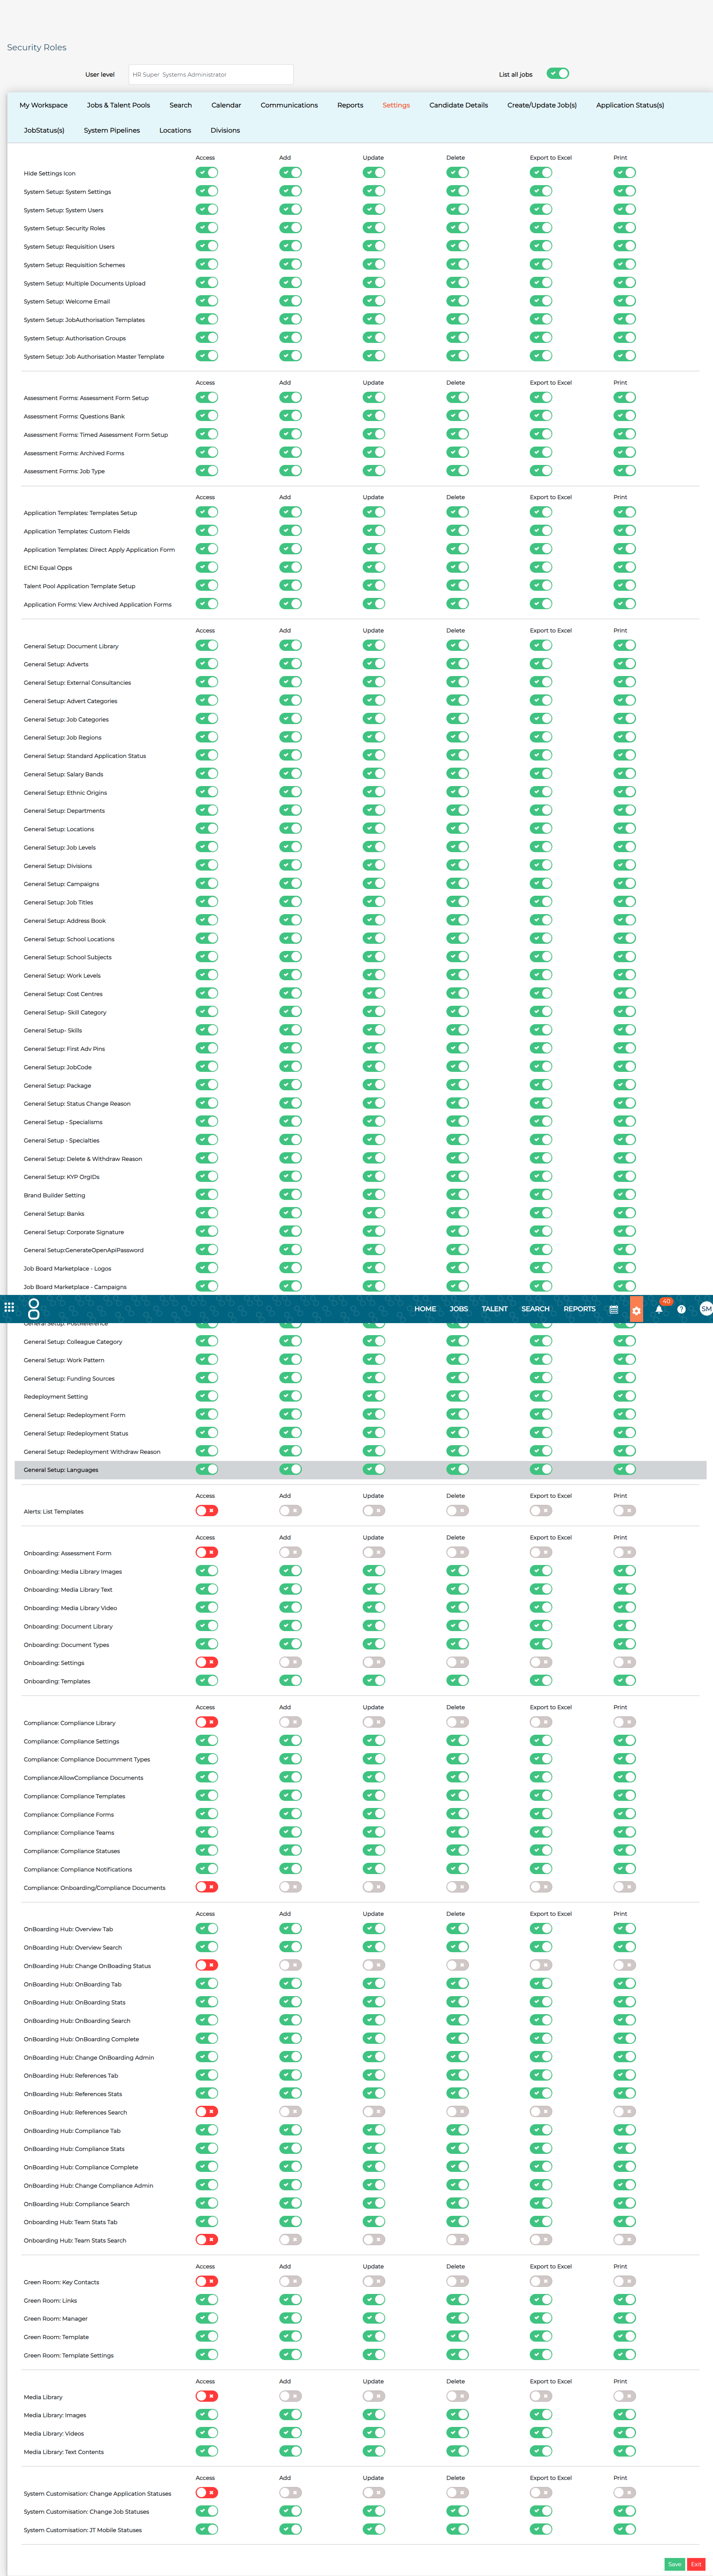 Security Roles
User level HR Super Systems Administrator List all jobs
My Workspace Jobs & Talent Pools Search Calendar Communications Reports Settings Candidate Details Create/Update Job(s) Application Status(s)
JobStatus(s) System Pipelines Locations Divisions
Access Add Update Delete Export to Excel Print
Hide Settings Icon
System Setup: System Settings
System Setup: System Users
System Setup: Security Roles
System Setup: Requisition Users
System Setup: Requisition Schemes
System Setup: Multiple Documents Upload
System Setup: Welcome Email
System Setup: JobAuthorisation Templates
System Setup: Authorisation Groups
System Setup: Job Authorisation Master Template
Access Add Update Delete Export to Excel Print
Assessment Forms: Assessment Form Setup
Assessment Forms: Questions Bank
Assessment Forms: Timed Assessment Form Setup
Assessment Forms: Archived Forms
Assessment Forms: Job Type
Access Add Update Delete Export to Excel Print
Application Templates: Templates Setup
Application Templates: Custom Fields
Application Templates: Direct Apply Application Form
ECNI Equal Opps
Talent Pool Application Template Setup
Application Forms: View Archived Application Forms
Access Add Update Delete Export to Excel Print
General Setup: Document Library
General Setup: Adverts
General Setup: External Consultancies
General Setup: Advert Categories
General Setup: Job Categories
General Setup: Job Regions
General Setup: Standard Application Status
General Setup: Salary Bands
General Setup: Ethnic Origins
General Setup: Departments
General Setup: Locations
General Setup: Job Levels
General Setup: Divisions
General Setup: Campaigns
General Setup: Job Titles
General Setup: Address Book
General Setup: School Locations
General Setup: School Subjects
General Setup: Work Levels
General Setup: Cost Centres
General Setup- Skill Category
General Setup- Skills
General Setup: First Adv PIns
General Setup: JobCode
General Setup: Package
General Setup: Status Change Reason
General Setup - Specialisms
General Setup - Specialties
General Setup: Delete & Withdraw Reason
General Setup: KYP OrgIDs
Brand Builder Setting
General Setup: Banks
General Setup: Corporate Signature
General Setup:GenerateOpenApiPassword
Job Board Marketplace - Logos
Job Board Marketplace - Campaigns
HOME JOBS TALENT SEARCH REPORTS 40 SM
General Setup: PostReference
General Setup: Colleague Category
General Setup: Work Pattern
General Setup: Funding Sources
Redeployment Setting
General Setup: Redeployment Form
General Setup: Redeployment Status
General Setup: Redeployment Withdraw Reason
General Setup: Languages
Access Add Update Delete Export to Excel Print
Alerts: List Templates
Access Add Update Delete Export to Excel Print
Onboarding: Assessment Form
Onboarding: Media Library Images
Onboarding: Media Library Text
Onboarding: Media Library Video
Onboarding: Document Library
Onboarding: Document Types
Onboarding: Settings
Onboarding: Templates
Access Add Update Delete Export to Excel Print
Compliance: Compliance Library
Compliance: Compliance Settings
Compliance: Compliance Documment Types
Compliance:AllowCompliance Documents
Compliance: Compliance Templates
Compliance: Compliance Forms
Compliance: Compliance Teams
Compliance: Compliance Statuses
Compliance: Compliance Notifications
Compliance: Onboarding/Compliance Documents
Access Add Update Delete Export to Excel Print
OnBoarding Hub: Overview Tab
OnBoarding Hub: Overview Search
OnBoarding Hub: Change OnBoading Status
OnBoarding Hub: OnBoarding Tab
OnBoarding Hub: OnBoarding Stats
OnBoarding Hub: OnBoarding Search
OnBoarding Hub: OnBoarding Complete
OnBoarding Hub: Change OnBoarding Admin
OnBoarding Hub: References Tab
OnBoarding Hub: References Stats
OnBoarding Hub: References Search
OnBoarding Hub: Compliance Tab
OnBoarding Hub: Compliance Stats
OnBoarding Hub: Compliance Complete
OnBoarding Hub: Change Compliance Admin
OnBoarding Hub: Compliance Search
Onboarding Hub: Team Stats Tab
Onboarding Hub: Team Stats Search
Access Add Update Delete Export to Excel Print
Green Room: Key Contacts
Green Room: Links
Green Room: Manager
Green Room: Template
Green Room: Template Settings
Access Add Update Delete Export to Excel Print
Media Library
Media Library: Images
Media Library: Videos
Media Library: Text Contents
Access Add Update Delete Export to Excel Print
System Customisation: Change Application Statuses
System Customisation: Change Job Statuses
System Customisation: JT Mobile Statuses
Save Exit